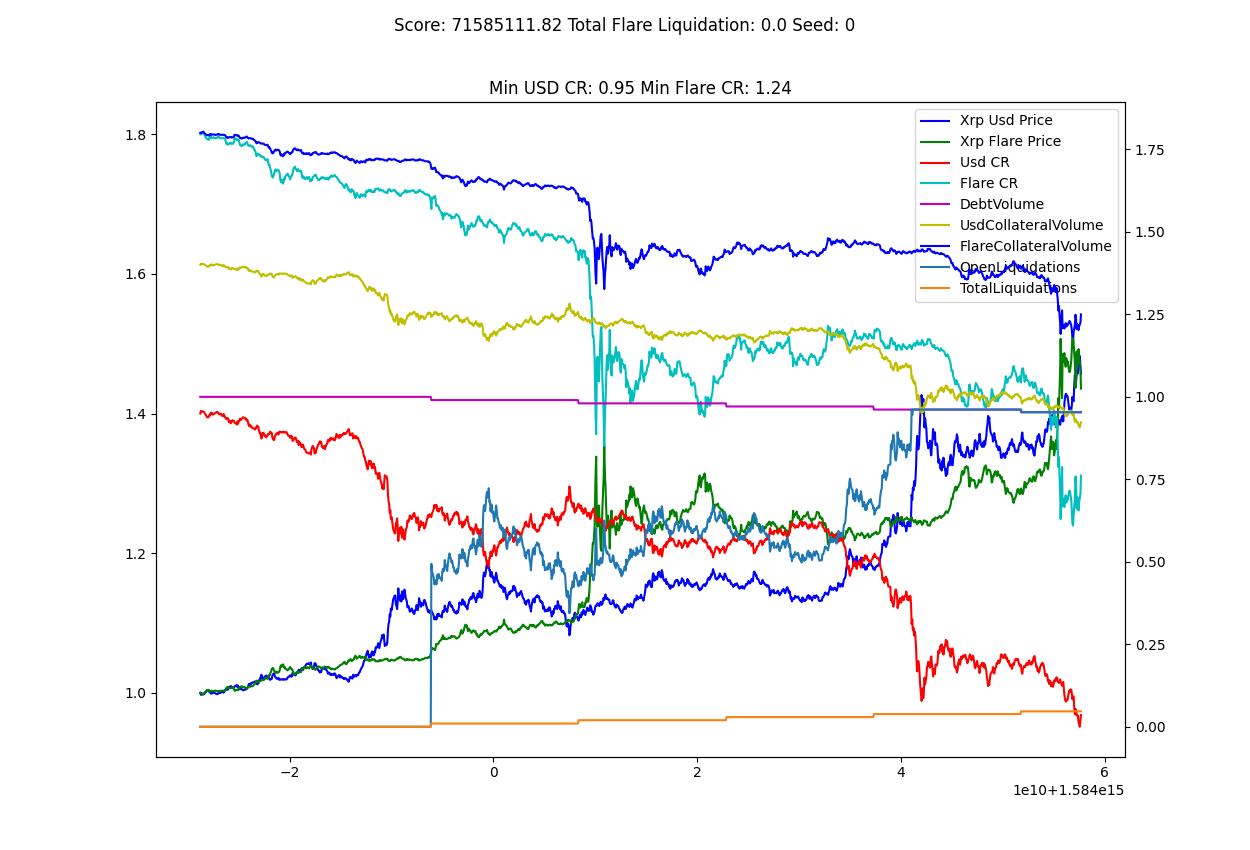 Score: 71585111.82 Total Flare Liquidation: 0.0 Seed: 0
Min USD CR: 0.95 Min Flare CR: 1.24
Xrp Usd Price
Xrp Flare Price
Usd CR
Flare CR
DebtVolume
UsdCollateralVolume
FlareCollateralVolume
OpenLiquidations
TotalLiquidations
1.8
1.6
1.4
1.2
1.0
1.75
1.50
1.25
1.00
0.75
0.50
0.25
0.00
−2
0
2
4
6
1e10+1.584e15